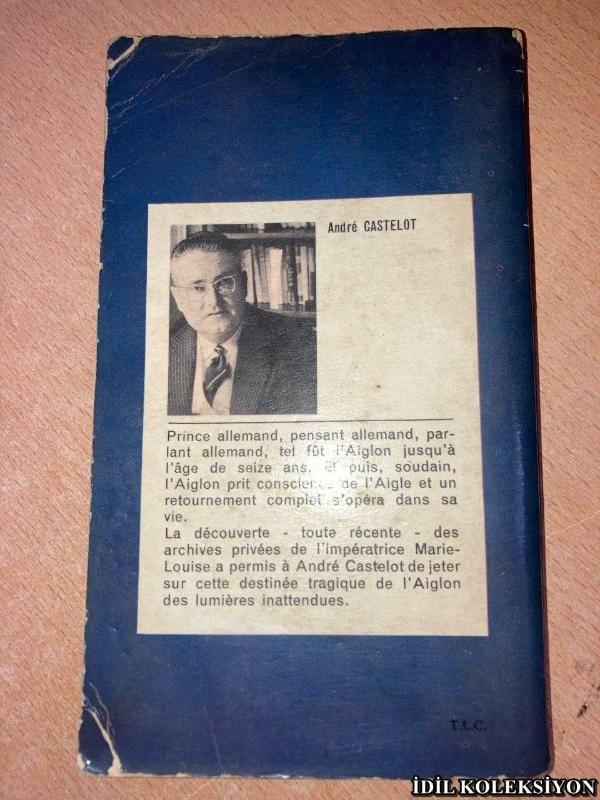 André CASTELOT
Prince allemand, pensant allemand, par-
lant allemand, tel fût l'Aiglon jusqu'à
l'âge de seize ans. Et puis, soudain,
l'Aiglon prit conscience de l'Aigle et un
retournement complet s'opéra dans sa
vie.
La découverte - toute récente - des
archives privées de l'impératrice Marie-
Louise a permis à André Castelot de jeter
sur cette destinée tragique de l'Aiglon
des lumières inattendues.
T.L.C.
İDİL KOLEKSİYON